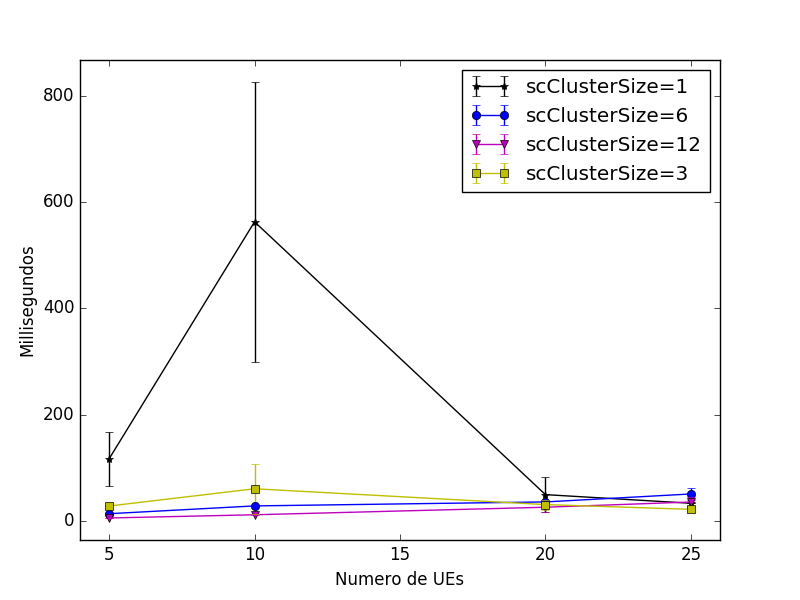 800
600
400
200
0
5 10 15 20 25
Millisegundos
Numero de UEs
scClusterSize=1
scClusterSize=6
scClusterSize=12
scClusterSize=3